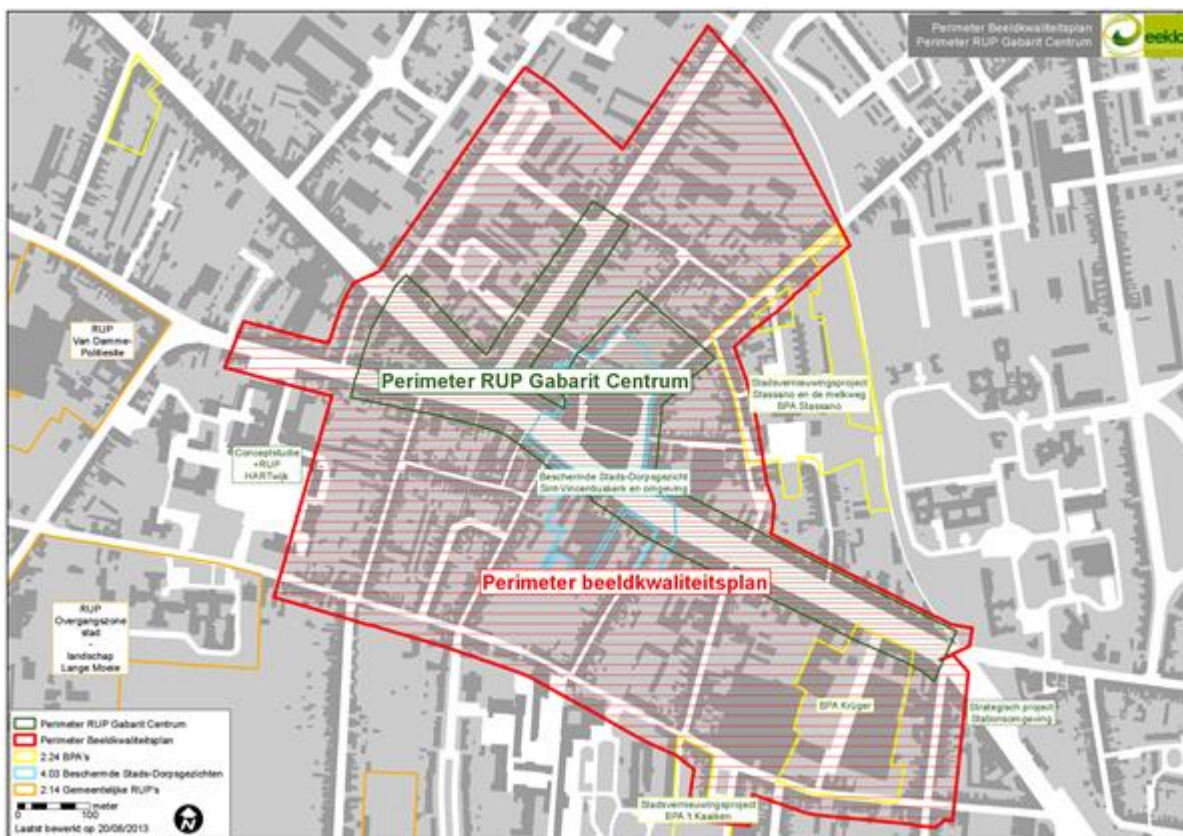 Perimeter Beeldkwaliteitsplan
Perimeter RUP Gabarit Centrum
eeklo
RUP
Van Damme-
Politiesite
Perimeter RUP Gabarit Centrum
Stadsvernieuwingsproject
Stassano en de melkweg
BPA Stassano
Conceptstudie
+RUP
HARTwijk
Beschermde Stads-Dorpsgezicht
Sint-Vincentiuskerk en omgeving
Perimeter beeldkwaliteitsplan
RUP
Overgangszone
stad
-
landschap
Lange Moeie
BPA Krüger
Strategisch project
Stationsomgeving
Stadsvernieuwingsproject
BPA 't Kaaiken
Perimeter RUP Gabarit Centrum
Perimeter Beeldkwaliteitsplan
2.24 BPA's
4.03 Beschermde Stads-Dorpsgezichten
2.14 Gemeentelijke RUP's
meter
0 100
Laatst bewerkt op 20/06/2013
N